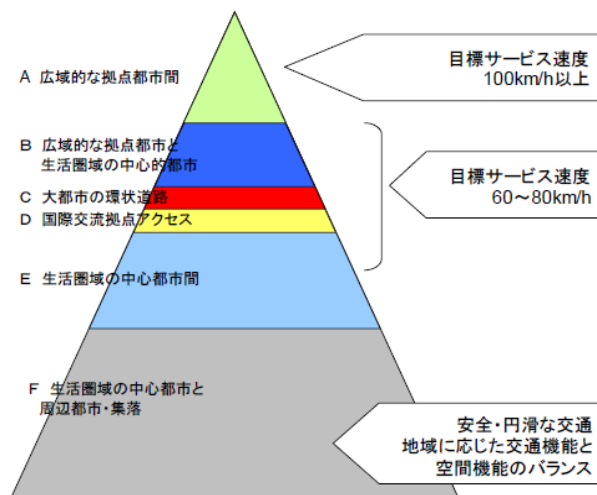 A 広域的な拠点都市間
目標サービス速度
100km/h以上
B 広域的な拠点都市と
生活圏域の中心的都市
C 大都市の環状道路
D 国際交流拠点アクセス
目標サービス速度
60～80km/h
E 生活圏域の中心都市間
F 生活圏域の中心都市と
周辺都市・集落
安全・円滑な交通
地域に応じた交通機能と
空間機能のバランス